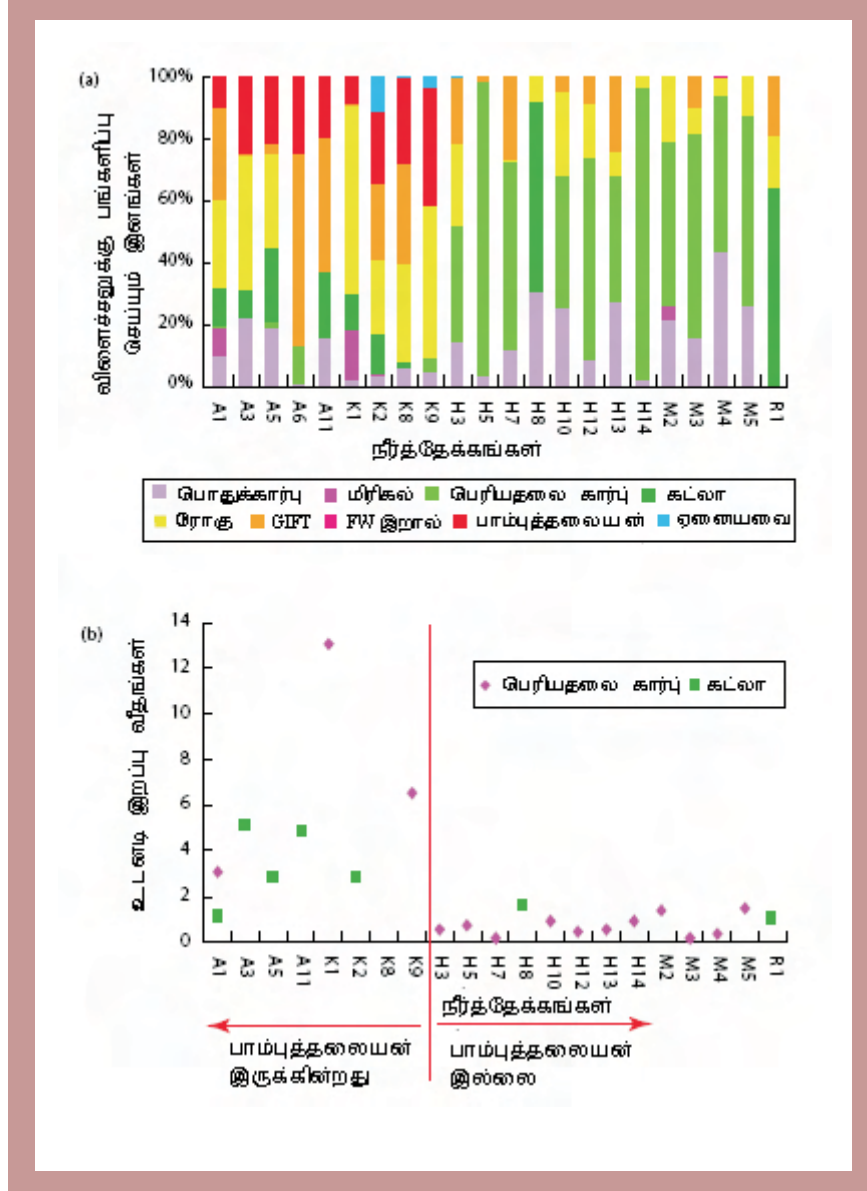 (a)
விளைச்சலுக்கு பங்களிப்பு
செய்யும் இனங்கள்
100%
80%
60%
40%
20%
0%
A1 A3 A5 A6 A11 K1 K2 K8 K9 H3 H5 H7 H8 H10 H12 H13 H14 M2 M3 M4 M5 R1
நீர்த்தேக்கங்கள்
பொதுக்கார்பு மிரிகல் பெரியதலை கார்பு கட்லா
ரோகு GIFT FW இறால் பாம்புத்தலையன் ஏனையவை
(b)
உடனடி இறப்பு வீதங்கள்
14
12
10
8
6
4
2
0
பெரியதலை கார்பு கட்லா
A1 A3 A5 A11 K1 K2 K8 K9 H3 H5 H7 H8 H10 H12 H13 H14 M2 M3 M4 M5 R1
நீர்த்தேக்கங்கள்
பாம்புத்தலையன்
இருக்கின்றது
பாம்புத்தலையன்
இல்லை